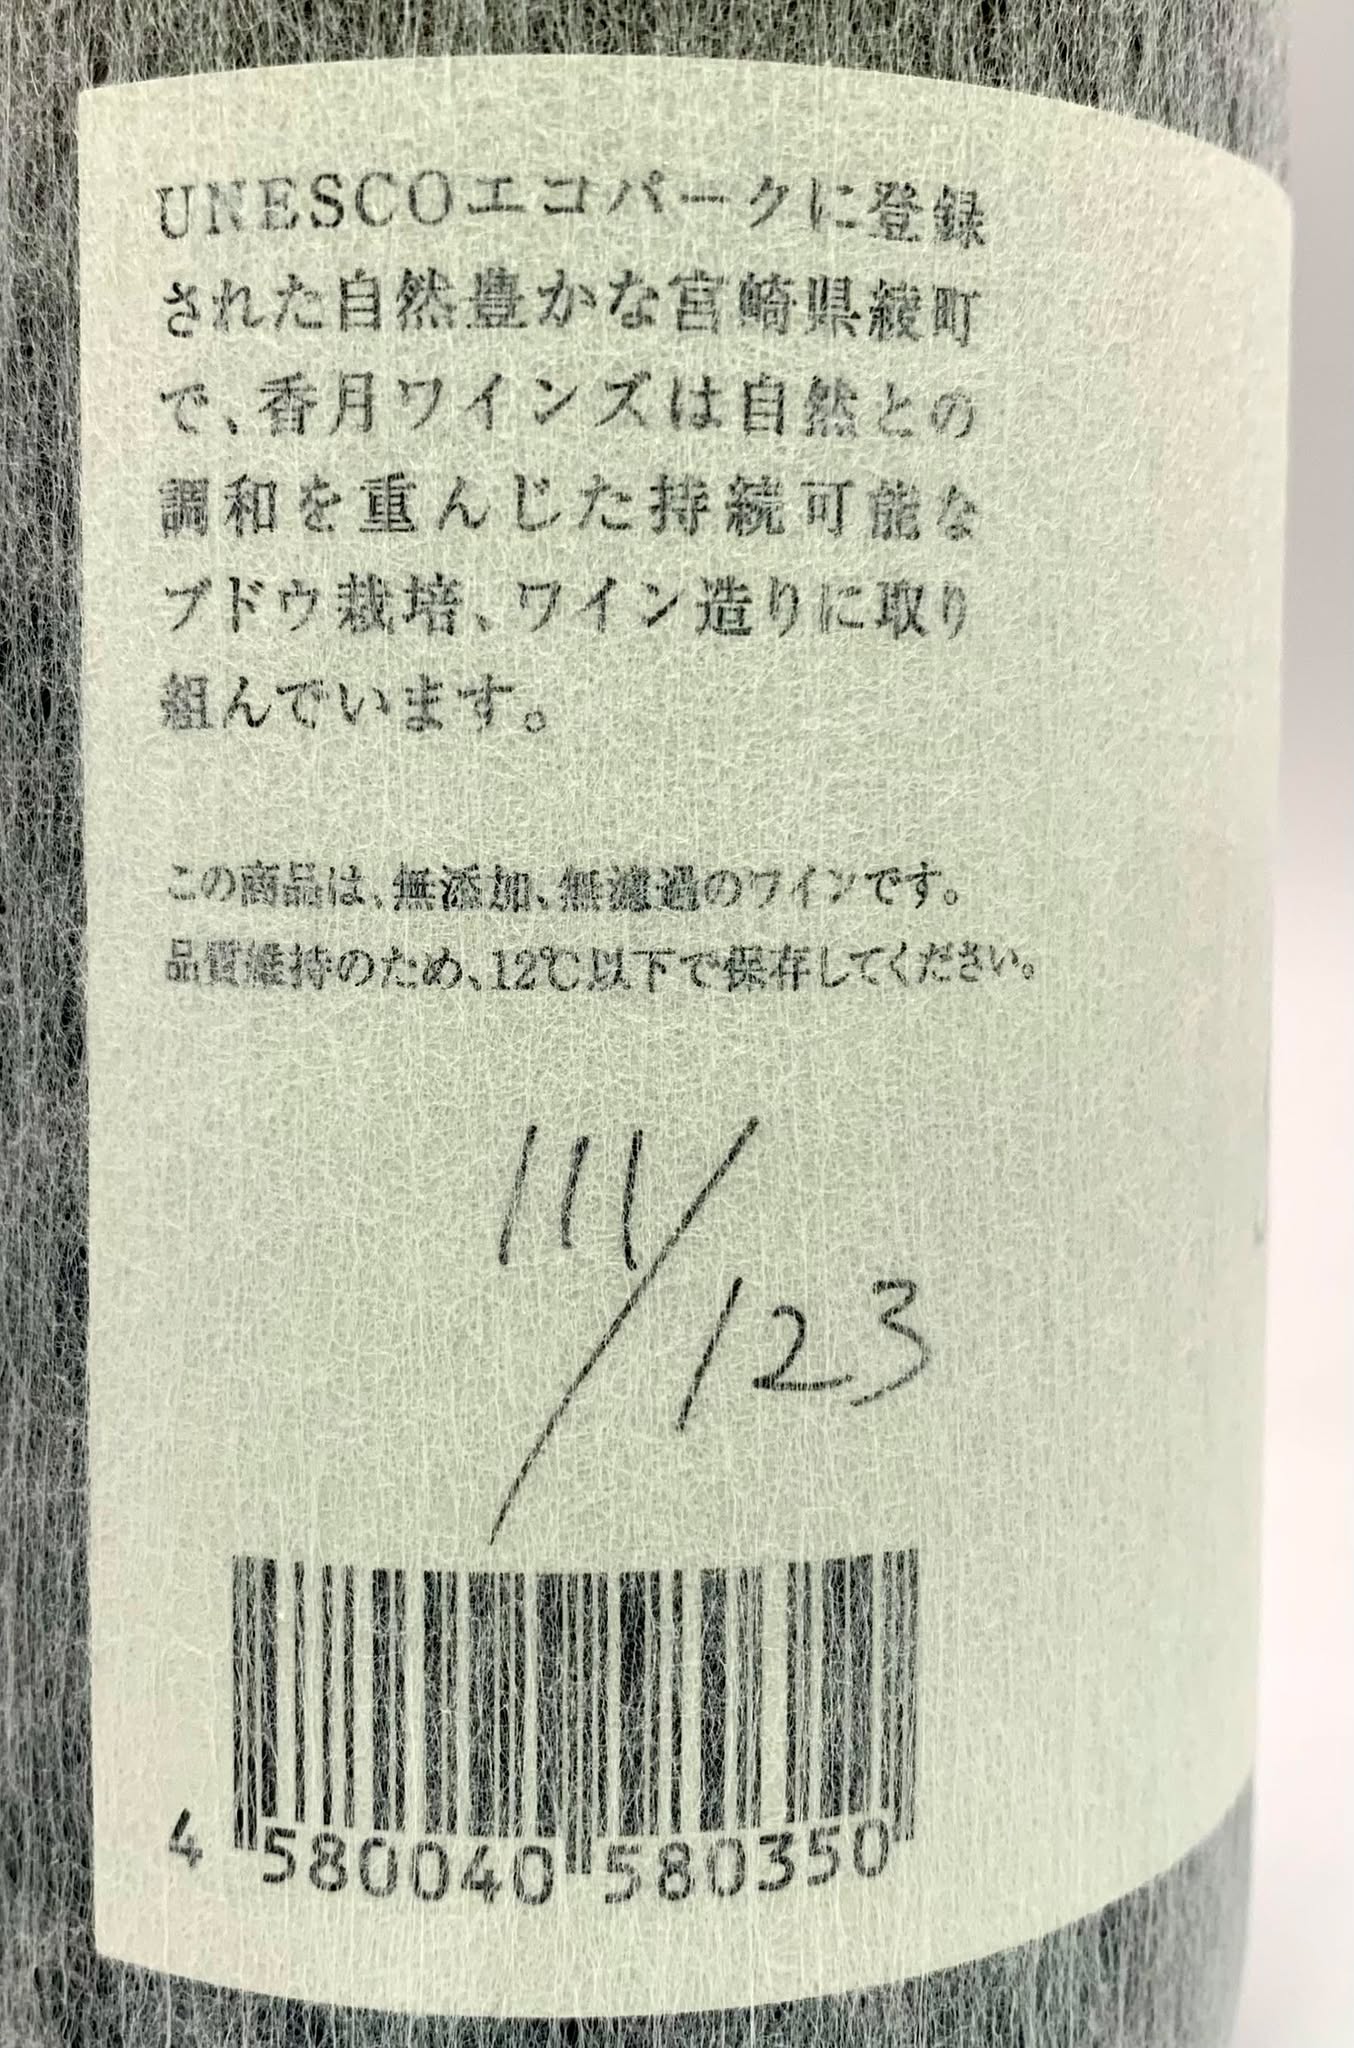 UNESCOエコパークに登録
された自然豊かな宮崎県綾町
で、香月ワインズは自然との
調和を重んじた持続可能な
ブドウ栽培、ワイン造りに取り
組んでいます。
この商品は、無添加、無濾過のワインです。
品質維持のため、12℃以下で保存してください。
111/123
4 580040 580350